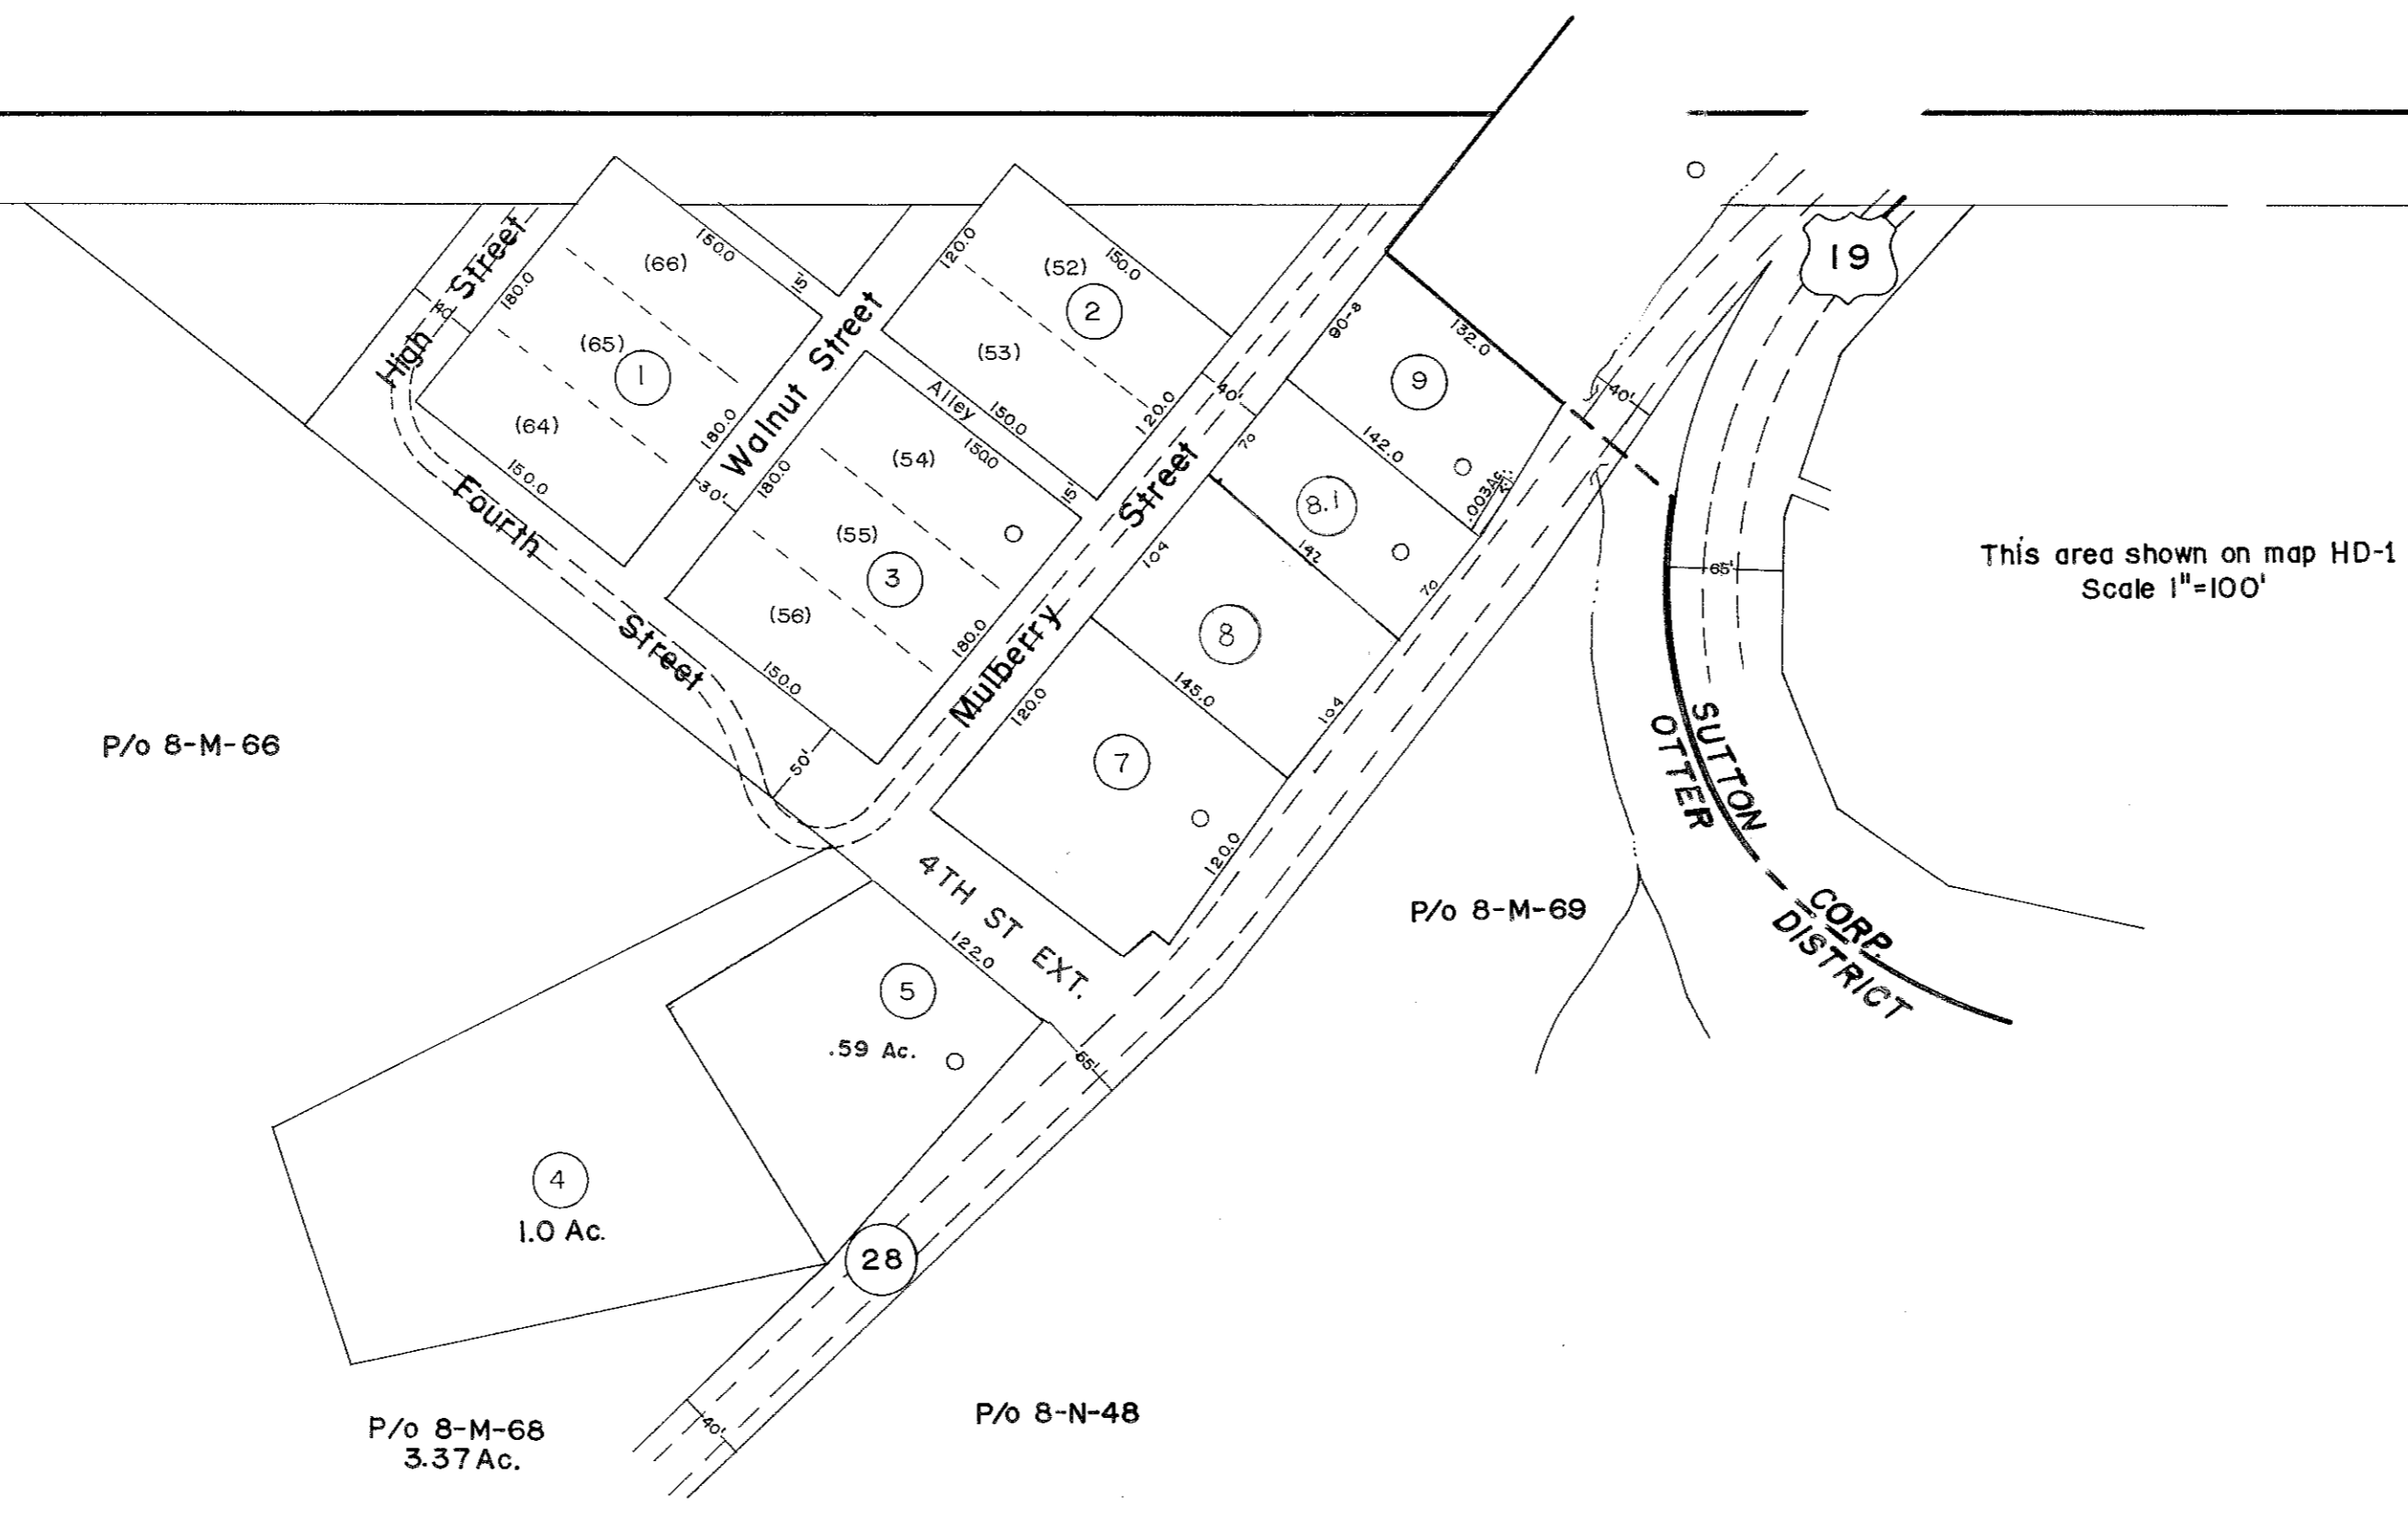 High Street
40'
180.0
150.0
(66)
(65)
1
(64)
15'
180.0
150.0
Fourth Street
Walnut Street
30'
120.0
(52)
150.0
2
(53)
Alley
150.0
120.0
150.0
15'
180.0
(54)
(55)
3
(56)
180.0
150.0
50'
Mulberry Street
40'
90-8
132.0
9
142.0
.003 Ac.
70
8.1
142
70
104
8
145.0
104
120.0
7
120.0
40'
19
65'
This area shown on map HD-1
Scale 1"=100'
SUTTON CORP.
OTTER DISTRICT
P/o 8-M-66
P/o 8-M-69
4TH ST EXT.
122.0
5
.59 Ac.
4
1.0 Ac.
28
40'
P/o 8-M-68
3.37 Ac.
P/o 8-N-48